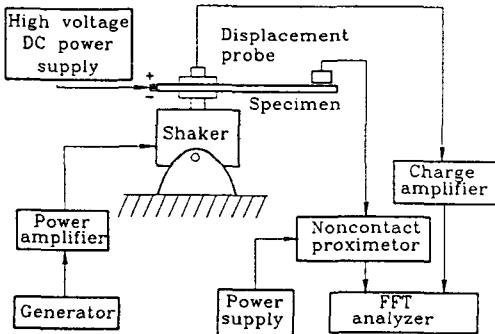 High voltage
DC power
supply
+
−
Displacement
probe
Specimen
Shaker
Charge
amplifier
Power
amplifier
Noncontact
proximetor
Generator
Power
supply
FFT
analyzer